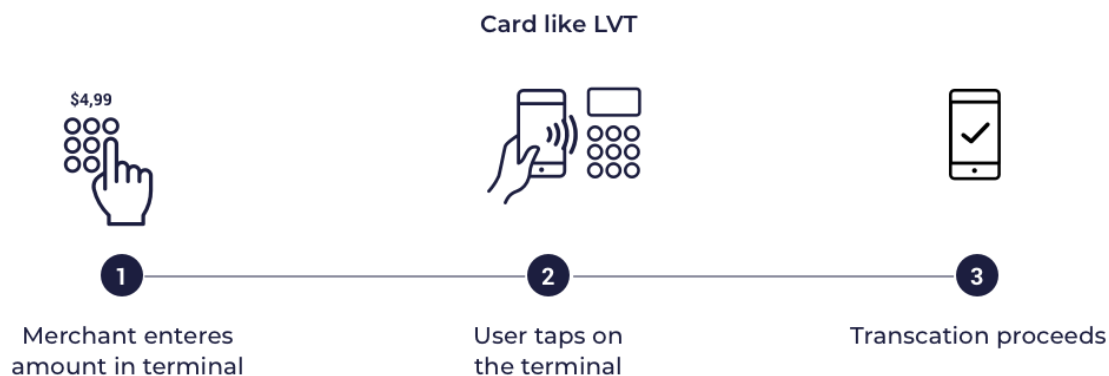 Card like LVT
$4,99
1
2
3
Merchant enteres
amount in terminal
User taps on
the terminal
Transcation proceeds